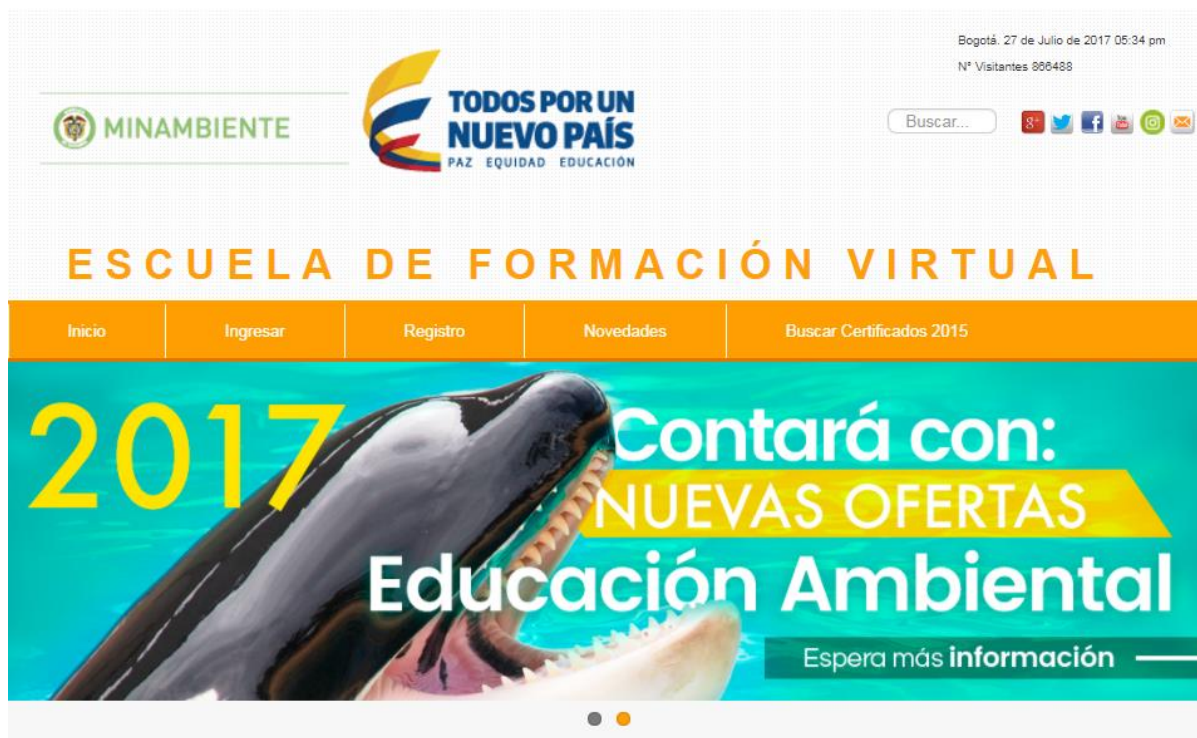 Bogotá. 27 de Julio de 2017 05:34 pm
N° Visitantes 866488
MINAMBIENTE
TODOS POR UN
NUEVO PAÍS
PAZ EQUIDAD EDUCACIÓN
Buscar...
ESCUELA DE FORMACIÓN VIRTUAL
Inicio
Ingresar
Registro
Novedades
Buscar Certificados 2015
2017
Contará con:
NUEVAS OFERTAS
Educación Ambiental
Espera más información